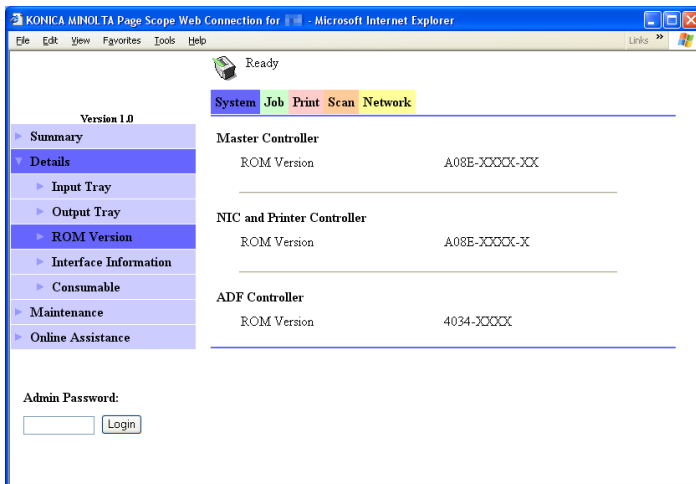 KONICA MINOLTA Page Scope Web Connection for - Microsoft Internet Explorer
File Edit View Favorites Tools Help Links »
Ready
System Job Print Scan Network
Version 1.0
Summary
Details
Input Tray
Output Tray
ROM Version
Interface Information
Consumable
Maintenance
Online Assistance
Admin Password:
Login
Master Controller
ROM Version A08E-XXXX-XX
NIC and Printer Controller
ROM Version A08E-XXXX-X
ADF Controller
ROM Version 4034-XXXX